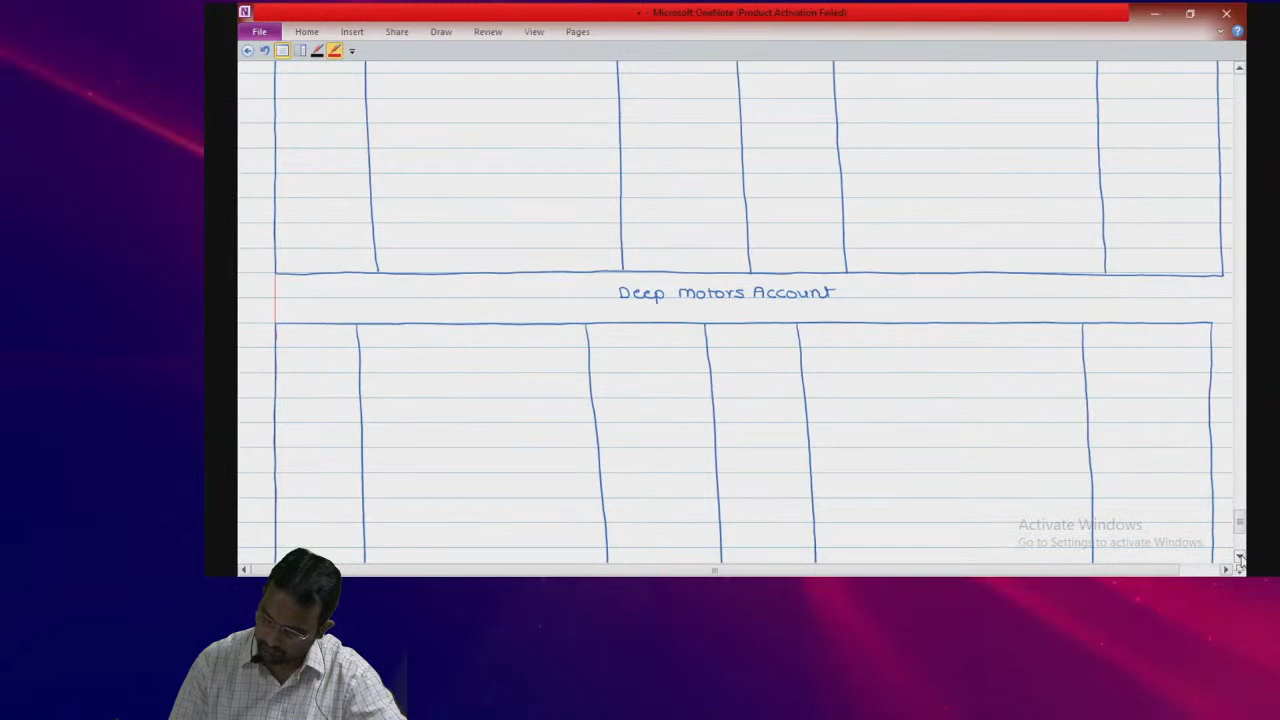 Microsoft OneNote (Product Activation Failed)
File Home Insert Share Draw Review View Pages
Deep Motors Account
Activate Windows
Go to Settings to activate Windows.